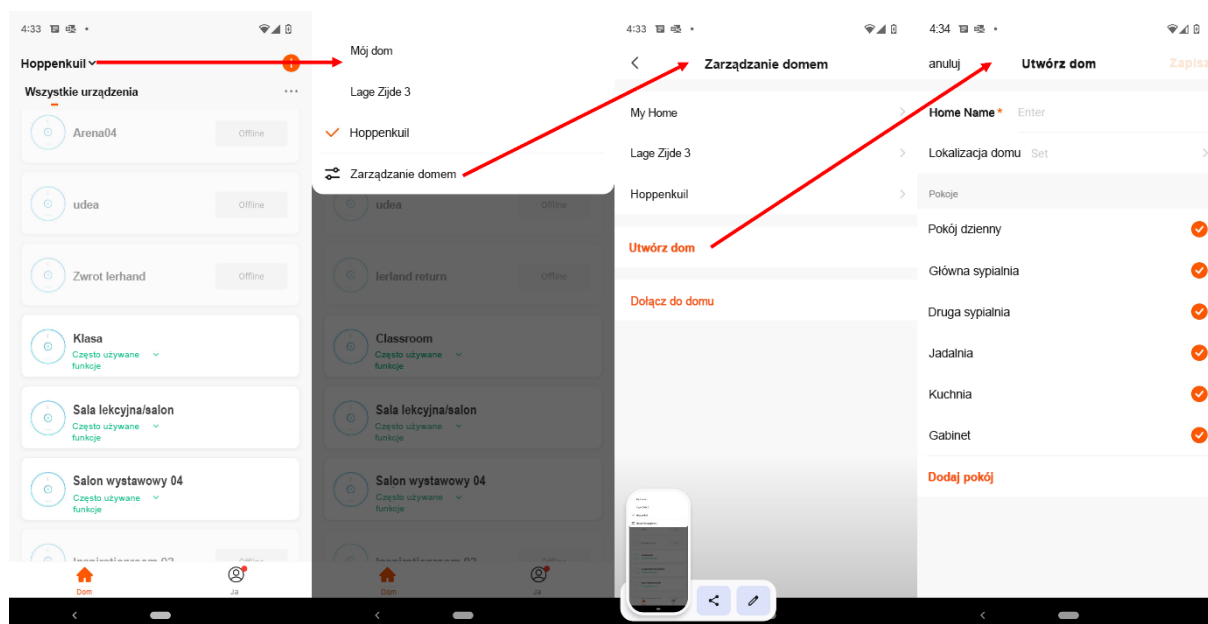 4:33
Hoppenkuil
Wszystkie urządzenia
Arena04
Offline
udea
Offline
Zwrot Ierhand
Offline
Klasa
Często używane
funkcje
Sala lekcyjna/salon
Często używane
funkcje
Salon wystawowy 04
Często używane
funkcje
Dom
Ja
Mój dom
Lage Zijde 3
Hoppenkuil
Zarządzanie domem
udea
Offline
Ierland return
Offline
Classroom
Często używane
funkcje
Sala lekcyjna/salon
Często używane
funkcje
Salon wystawowy 04
Często używane
funkcje
Dom
Ja
4:33
Zarządzanie domem
My Home
Lage Zijde 3
Hoppenkuil
Utwórz dom
Dołącz do domu
4:34
anuluj
Utwórz dom
Zapisz
Home Name*
Enter
Lokalizacja domu
Set
Pokoje
Pokój dzienny
Główna sypialnia
Druga sypialnia
Jadalnia
Kuchnia
Gabinet
Dodaj pokój